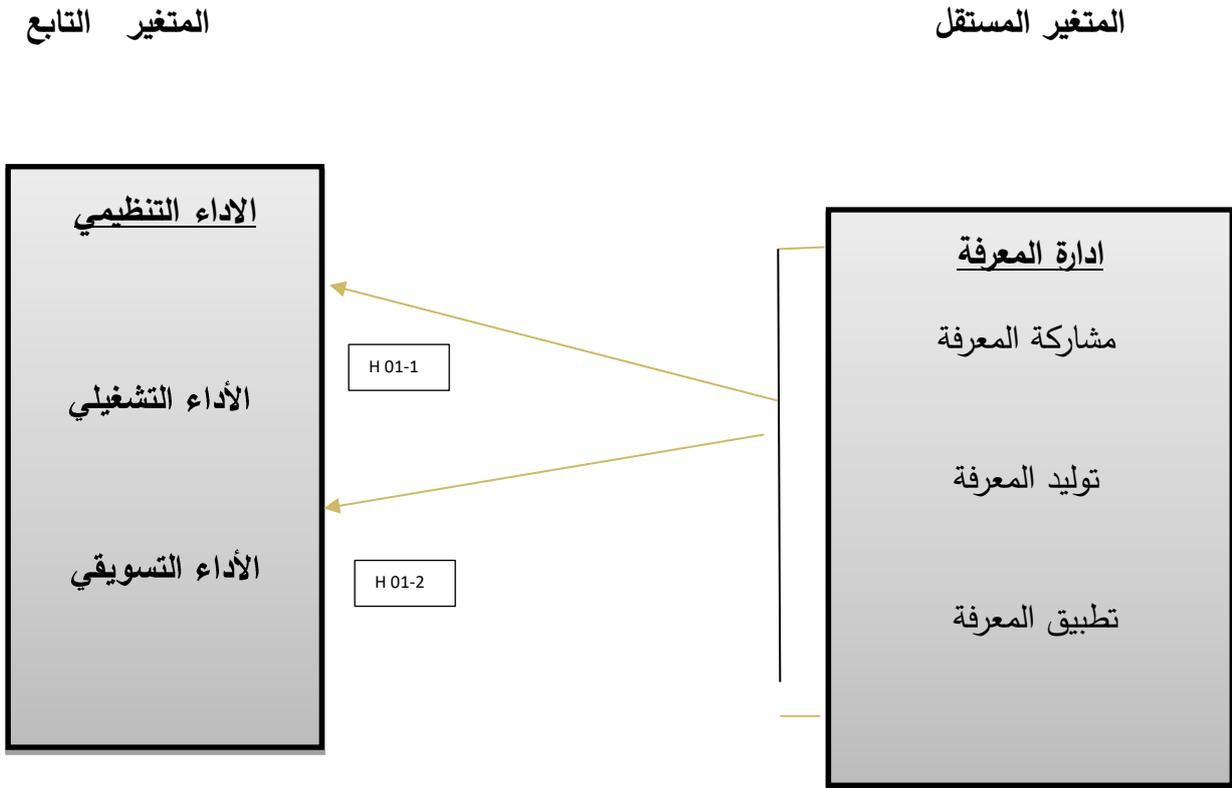 المتغير المستقل
المتغير التابع
ادارة المعرفة
مشاركة المعرفة
توليد المعرفة
تطبيق المعرفة
H 01-1
H 01-2
الاداء التنظيمي
الأداء التشغيلي
الأداء التسويقي